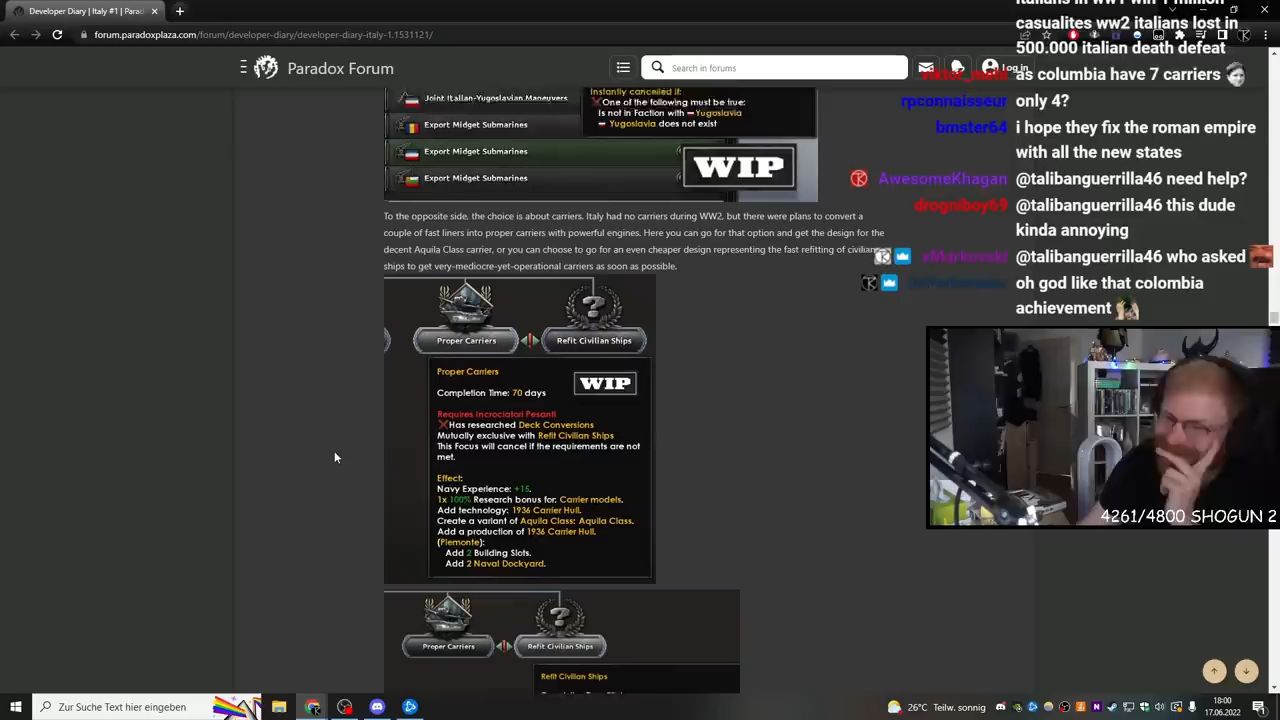 Developer Diary | Italy #1 | Parad
forum.paradoxplaza.com/forum/developer-diary/developer-diary-italy-1.1531121/
Paradox Forum
Search in forums
Log in
Joint Italian-Yugoslavian Maneuvers
Export Midget Submarines
Export Midget Submarines
Export Midget Submarines
Instantly cancelled if:
One of the following must be true:
Is not in Faction with Yugoslavia
Yugoslavia does not exist
WIP
To the opposite side, the choice is about carriers. Italy had no carriers during WW2, but there were plans to convert a
couple of fast liners into proper carriers with powerful engines. Here you can go for that option and get the design for the
decent Aquila Class carrier, or you can choose to go for an even cheaper design representing the fast refitting of civilian
ships to get very-mediocre-yet-operational carriers as soon as possible.
Proper Carriers
Refit Civilian Ships
Proper Carriers
WIP
Completion Time: 70 days
Requires Incrociatori Pesanti
Has researched Deck Conversions
Mutually exclusive with Refit Civilian Ships
This Focus will cancel if the requirements are not
met.
Effect:
Navy Experience: +15.
1x 100% Research bonus for: Carrier models.
Add technology: 1936 Carrier Hull.
Create a variant of Aquila Class: Aquila Class.
Add a production of 1936 Carrier Hull.
(Piemonte):
Add 2 Building Slots.
Add 2 Naval Dockyard.
Proper Carriers
Refit Civilian Ships
Refit Civilian Ships
casualites ww2 italians lost in
500.000 italian death defeat
as columbia have 7 carriers
rpconnaisseur only 4?
bmster64 i hope they fix the roman empire
with all the new states
AwesomeKhagan @talibanguerrilla46 need help?
drogniboy69 @talibanguerrilla46 this dude
kinda annoying
xMarkovski @talibanguerrilla46 who asked
oh god like that colombia
achievement
4261/4800 SHOGUN 2
Zur Suche Text hier eingeben
26°C Teilw. sonnig
18:00
17.06.2022